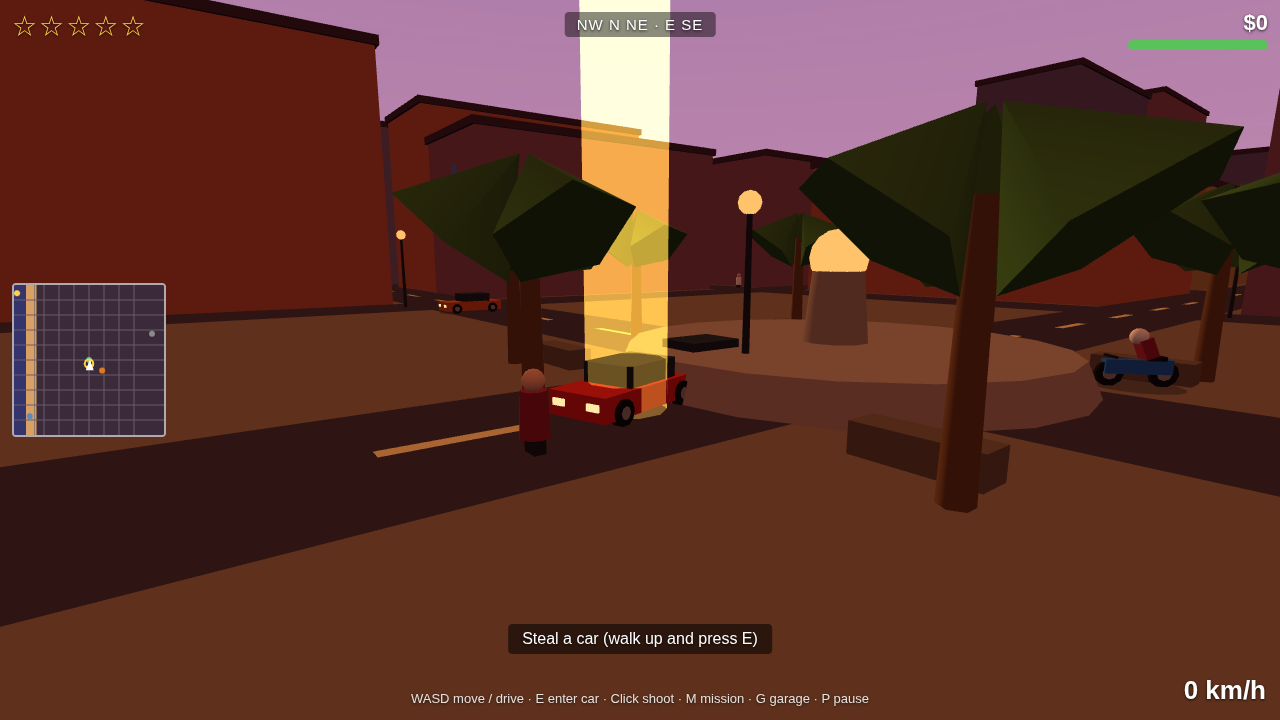 ☆☆☆☆☆
NW N NE · E SE
$0
Steal a car (walk up and press E)
WASD move / drive · E enter car · Click shoot · M mission · G garage · P pause
0 km/h